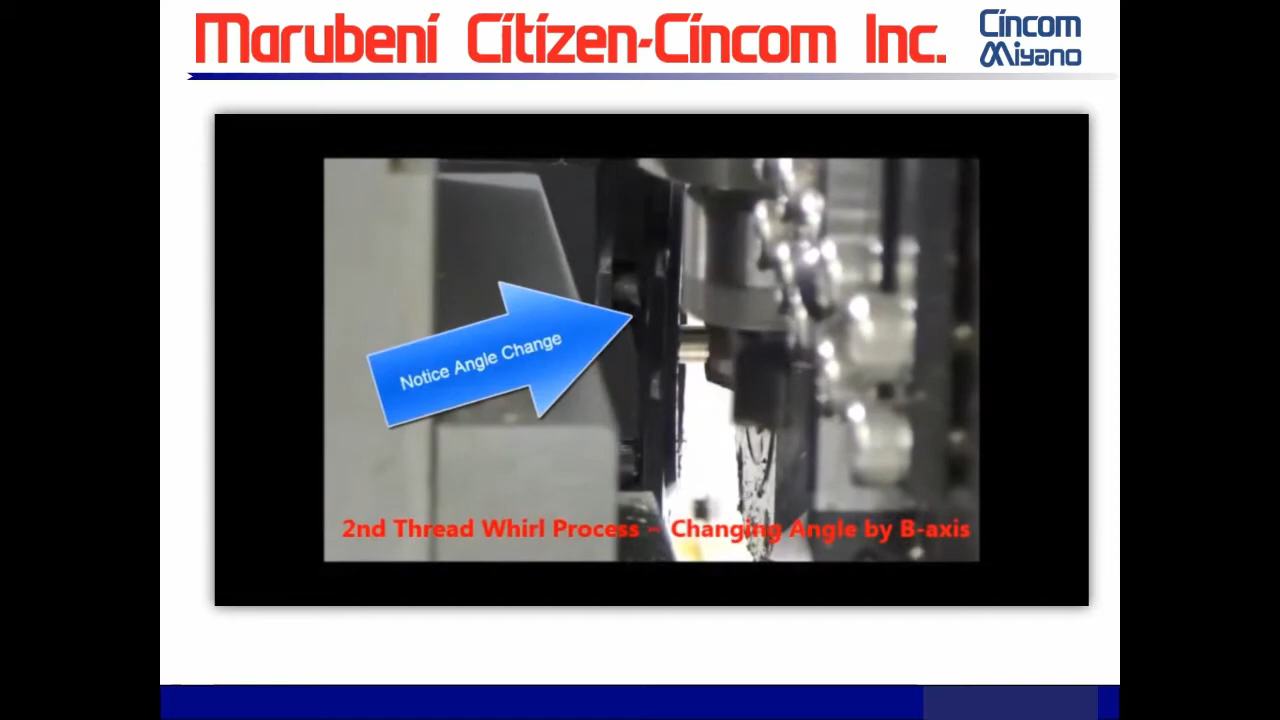 Marubeni Citizen-Cincom Inc.
Cincom
Miyano
Notice Angle Change
2nd Thread Whirl Process – Changing Angle by B-axis